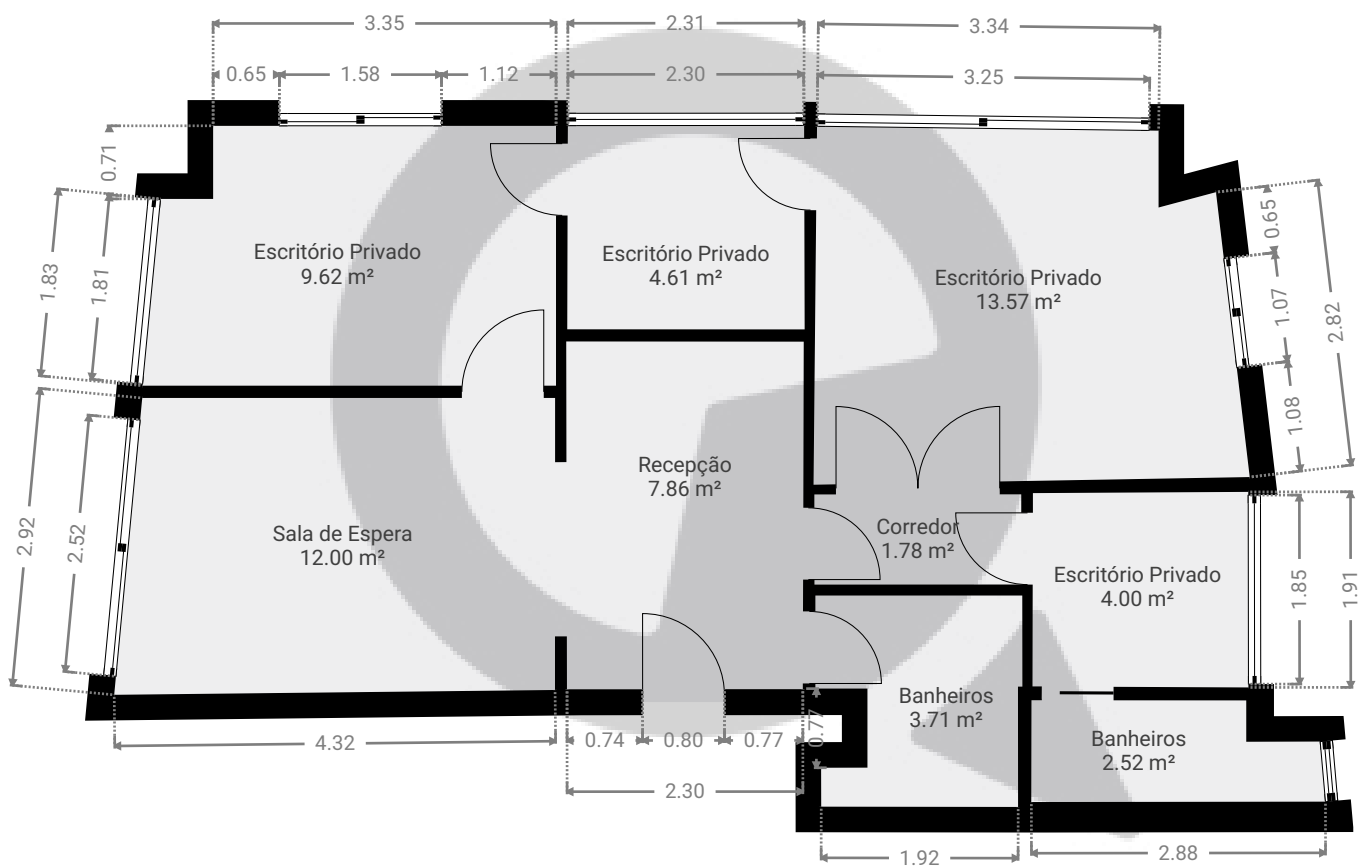 3.35
2.31
3.34
0.65
1.58
1.12
2.30
3.25
0.71
1.83
1.81
0.65
1.07
2.82
1.08
Escritório Privado
9.62 m²
Escritório Privado
4.61 m²
Escritório Privado
13.57 m²
Recepção
7.86 m²
Sala de Espera
12.00 m²
Corredor
1.78 m²
Escritório Privado
4.00 m²
2.92
2.52
1.85
1.91
Banheiros
3.71 m²
Banheiros
2.52 m²
0.77
4.32
0.74
0.80
0.77
2.30
1.92
2.88